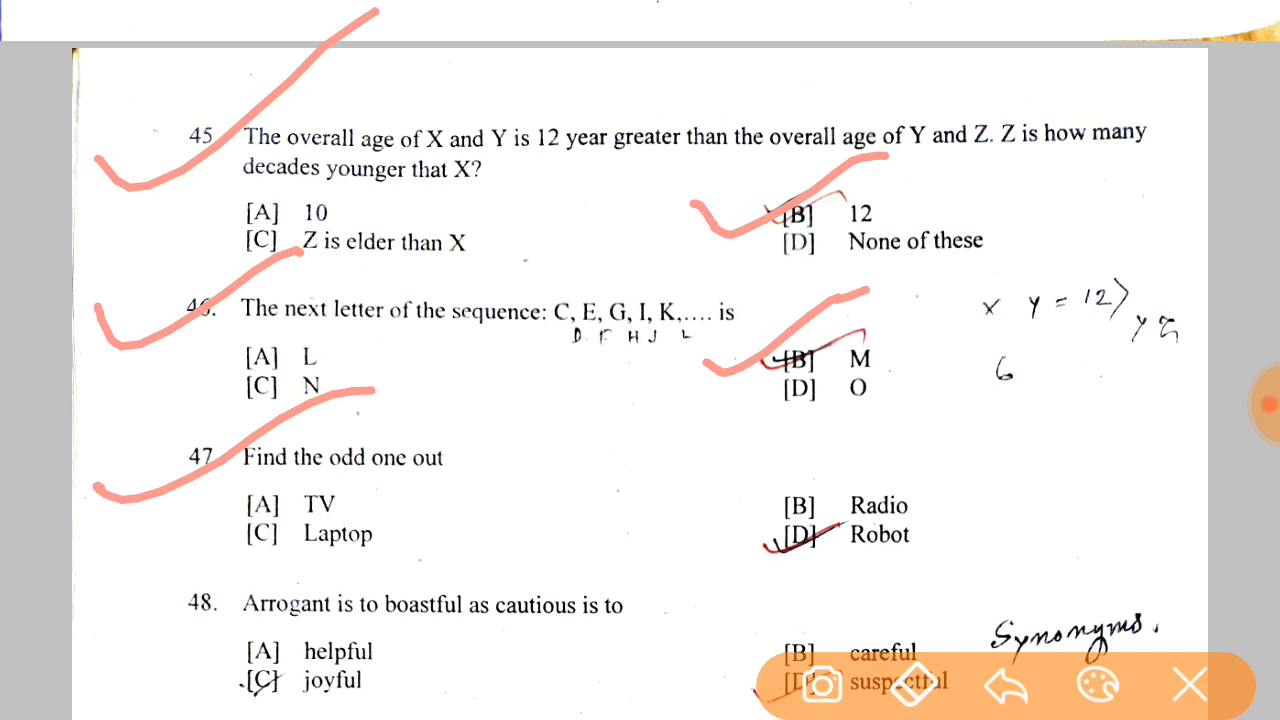 45 The overall age of X and Y is 12 year greater than the overall age of Y and Z. Z is how many
decades younger that X?
[A] 10 [B] 12
[C] Z is elder than X [D] None of these
46. The next letter of the sequence: C, E, G, I, K,.... is
D F H J L
X Y = 12)
Y Z
[A] L [B] M
6
[C] N [D] O
47 Find the odd one out
[A] TV [B] Radio
[C] Laptop [D] Robot
48. Arrogant is to boastful as cautious is to
Synonyms.
[A] helpful [B] careful
[C] joyful [D] suspectful